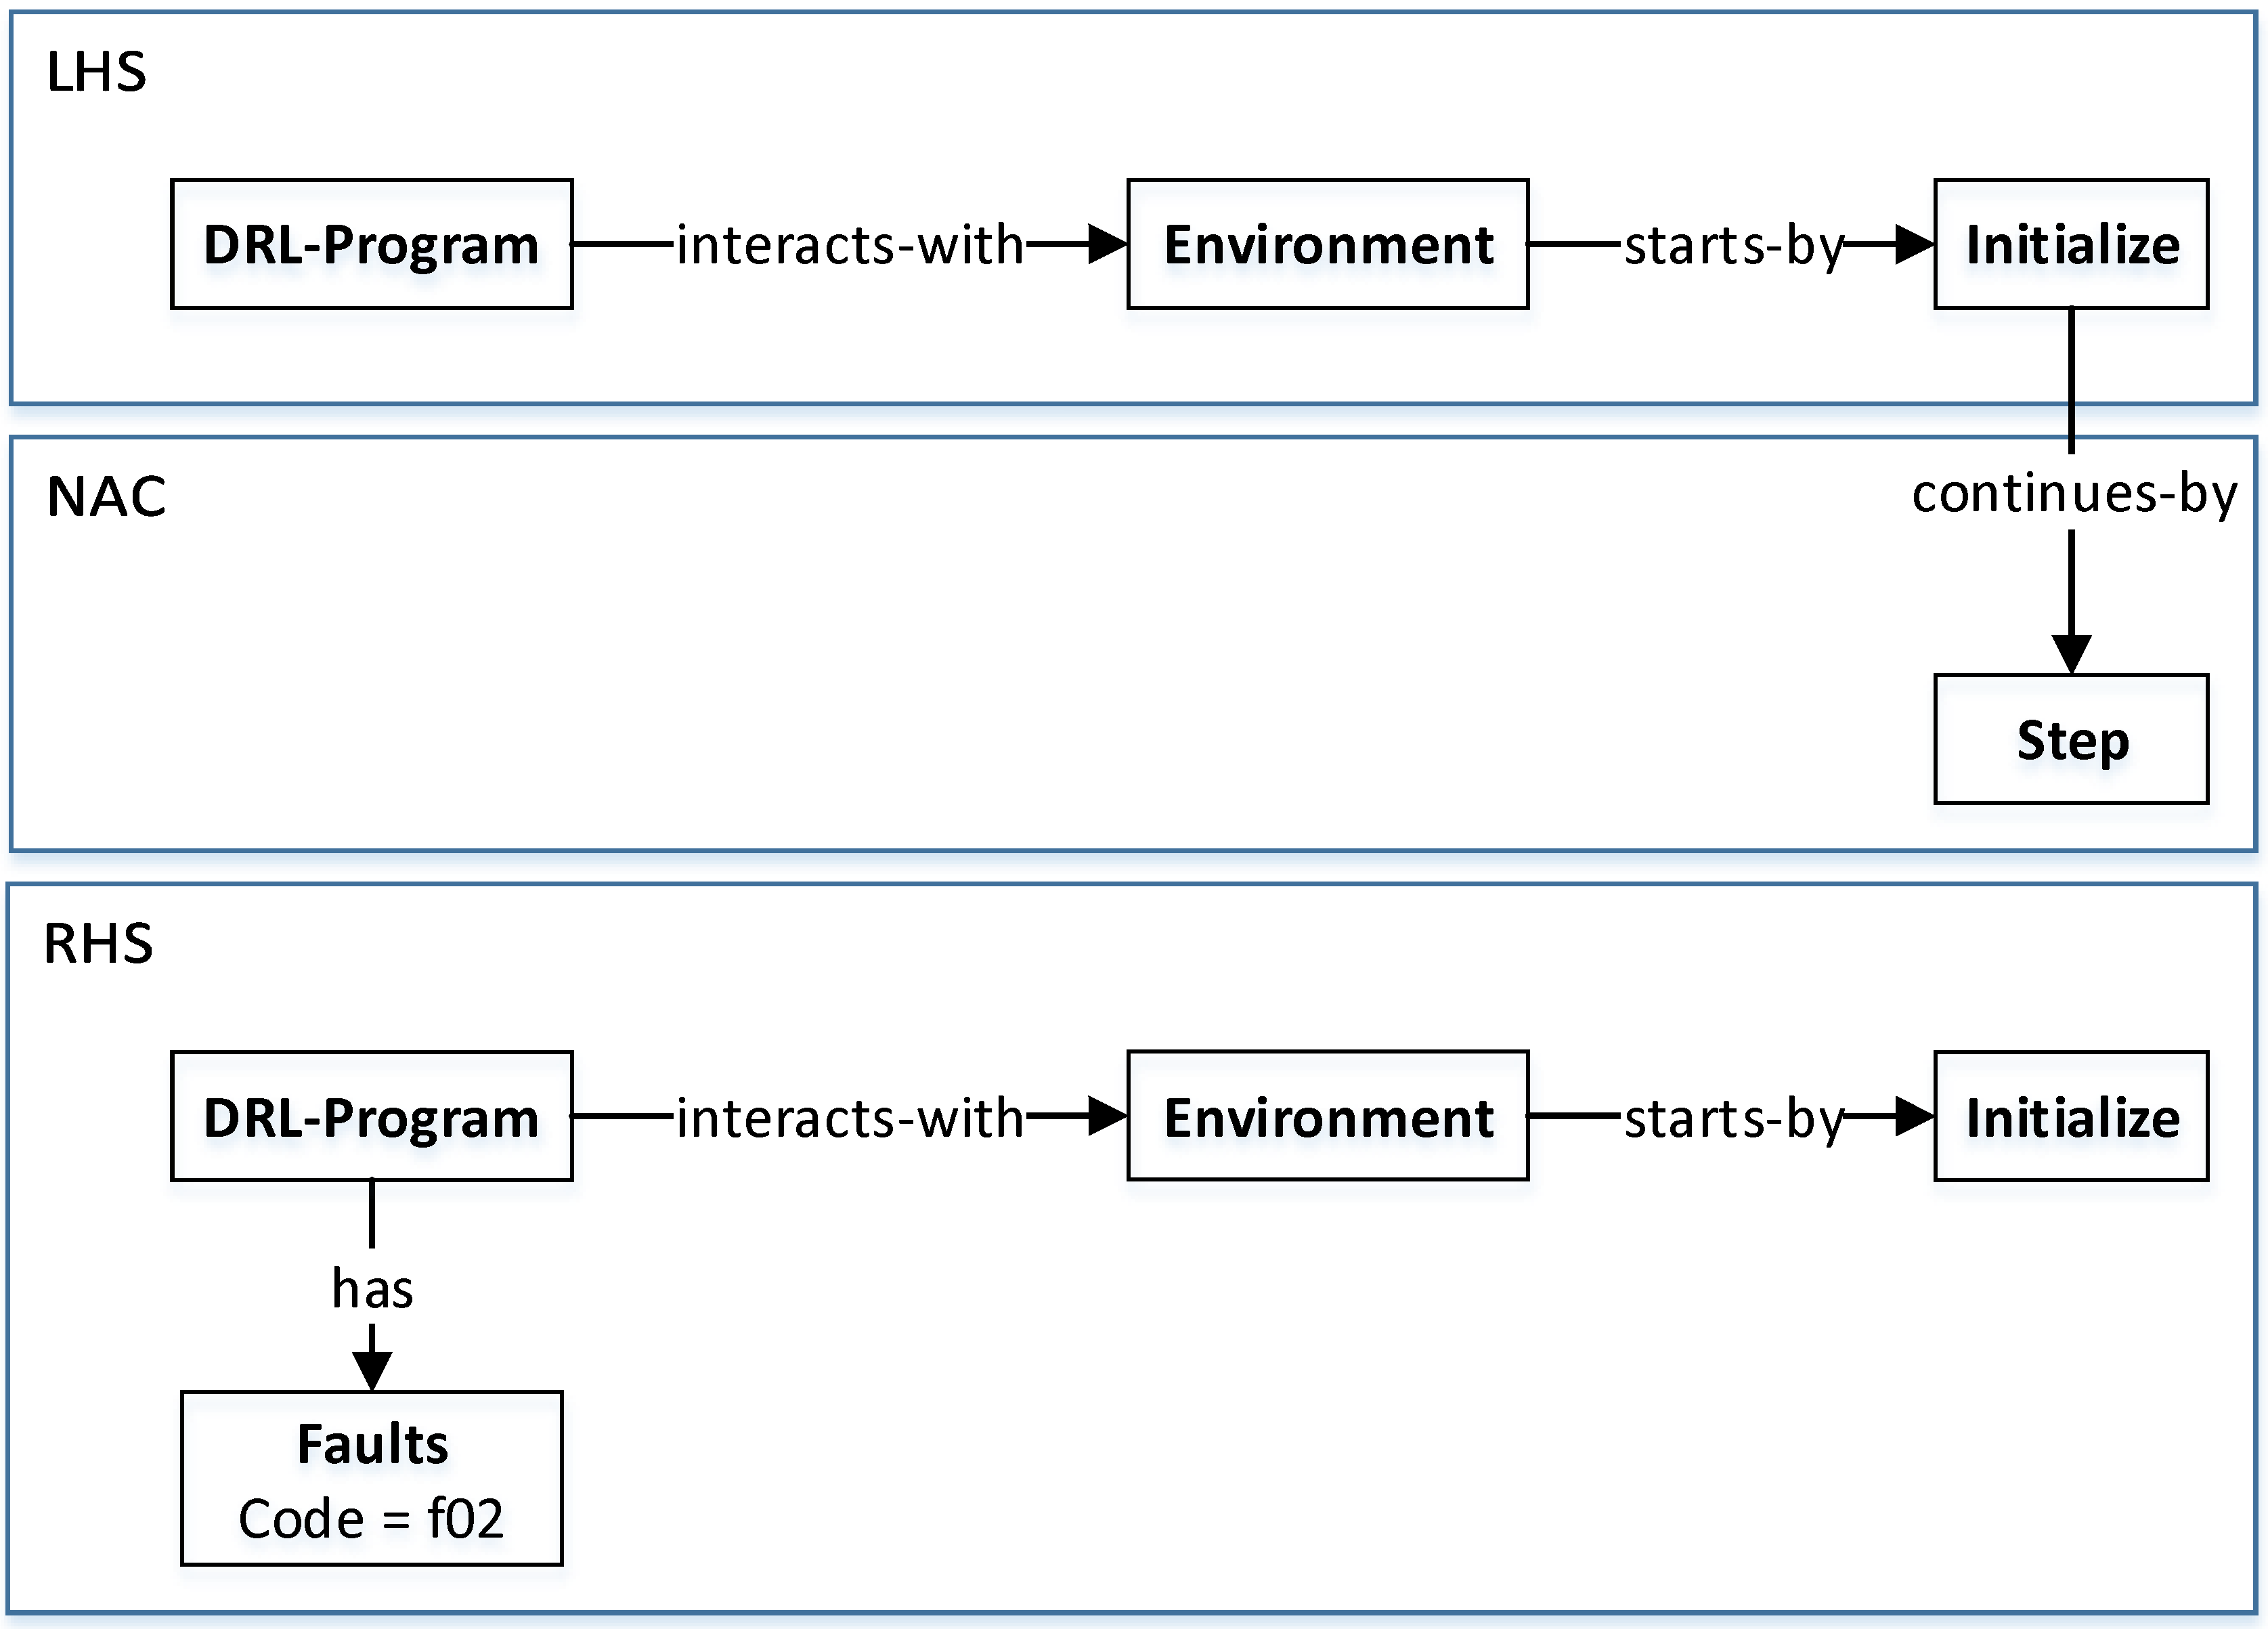 LHS
DRL-Program
interacts-with
Environment
starts-by
Initialize
NAC
continues-by
Step
RHS
DRL-Program
interacts-with
Environment
starts-by
Initialize
has
Faults
Code = f02